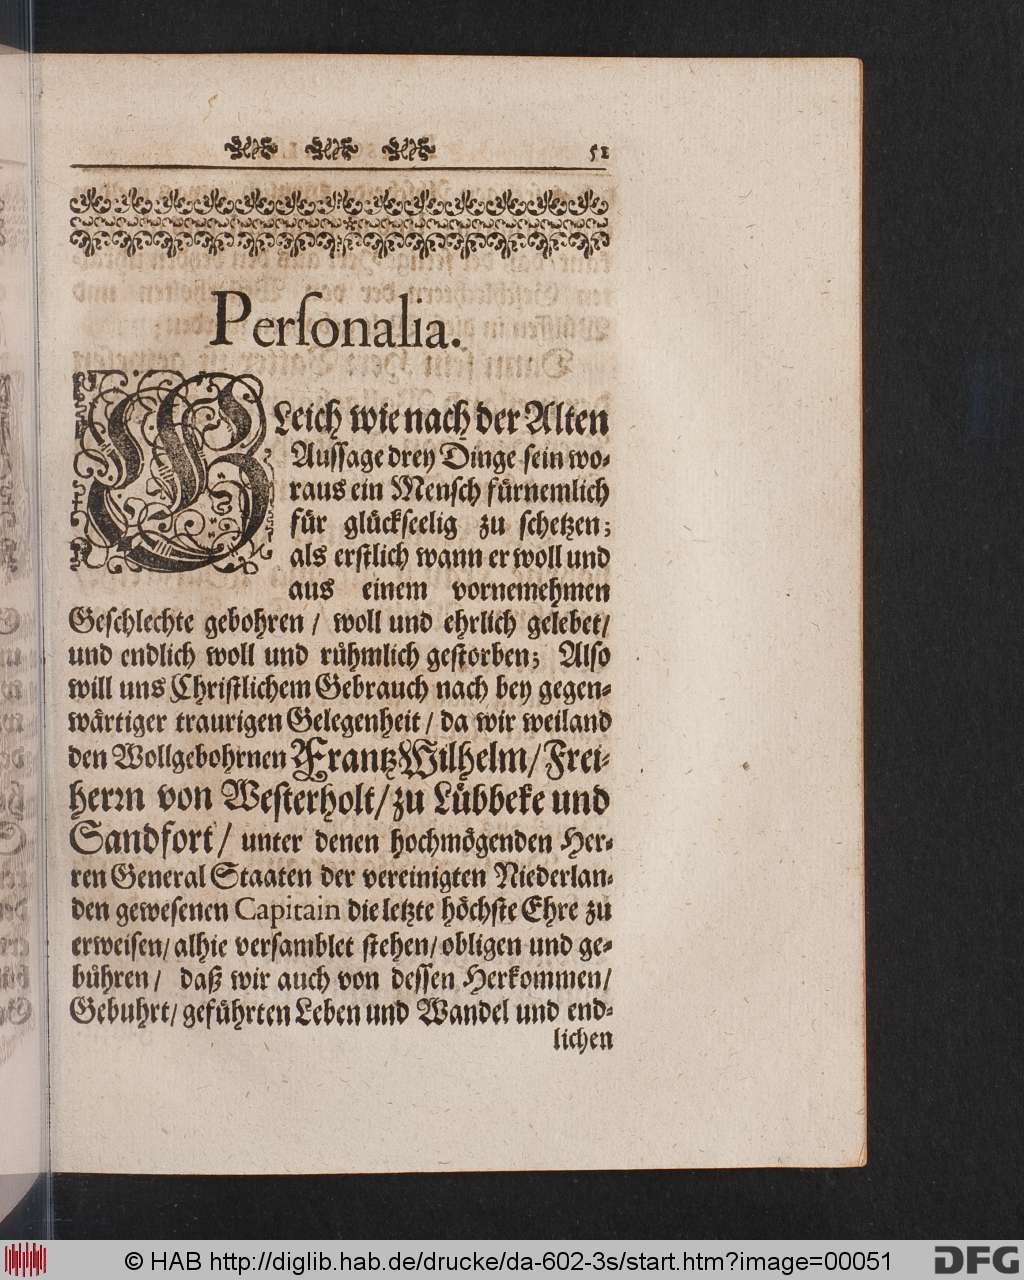 51
Personalia.
GLeich wie nach der Alten
Aussage drey Dinge sein wo-
raus ein Mensch fürnemlich
für glückseelig zu schetzen;
als erstlich wann er woll und
aus einem vornemehmen
Geschlechte gebohren / woll und ehrlich gelebet/
und endlich woll und rühmlich gestorben; Also
will uns Christlichem Gebrauch nach bey gegen-
wärtiger traurigen Gelegenheit / da wir weiland
den Wollgebohrnen Frantz Wilhelm / Frei-
herrn von Westerholt / zu Lübbeke und
Sandfort / unter denen hochmögenden Her-
ren General Staaten der vereinigten Niederlan-
den gewesenen Capitain die letzte höchste Ehre zu
erweisen/ alhie versamblet stehen/ obligen und ge-
bühren / daß wir auch von dessen Herkommen/
Gebuhrt/ geführten Leben und Wandel und end-
lichen
© HAB http://diglib.hab.de/drucke/da-602-3s/start.htm?image=00051
DFG